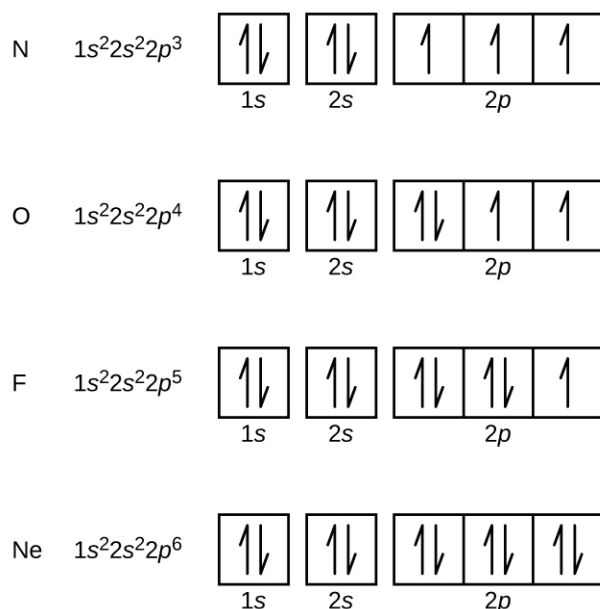 N 1s²2s²2p³
1s 2s 2p
O 1s²2s²2p⁴
1s 2s 2p
F 1s²2s²2p⁵
1s 2s 2p
Ne 1s²2s²2p⁶
1s 2s 2p